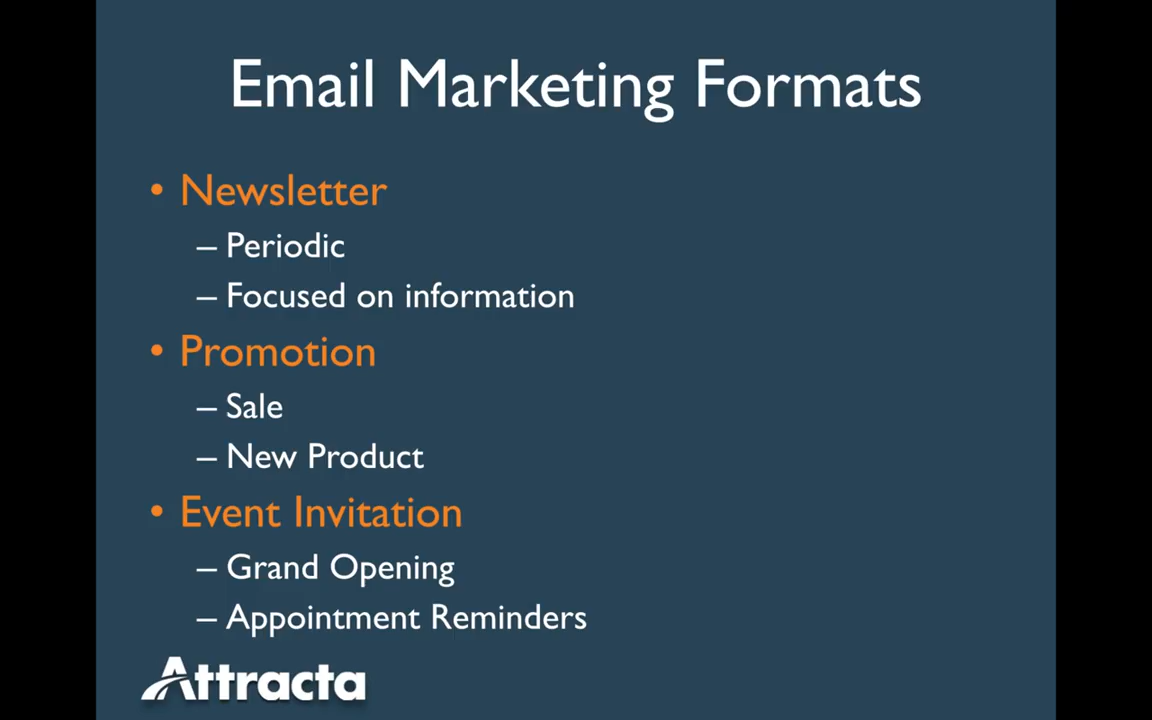 Email Marketing Formats
• Newsletter
– Periodic
– Focused on information
• Promotion
– Sale
– New Product
• Event Invitation
– Grand Opening
– Appointment Reminders
Attracta